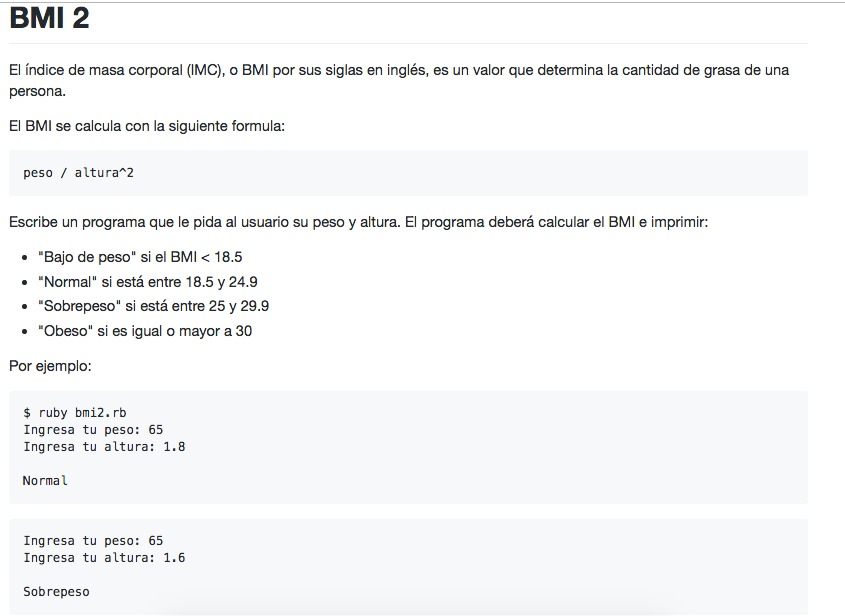 BMI 2
El índice de masa corporal (IMC), o BMI por sus siglas en inglés, es un valor que determina la cantidad de grasa de una
persona.
El BMI se calcula con la siguiente formula:
peso / altura^2
Escribe un programa que le pida al usuario su peso y altura. El programa deberá calcular el BMI e imprimir:
• "Bajo de peso" si el BMI < 18.5
• "Normal" si está entre 18.5 y 24.9
• "Sobrepeso" si está entre 25 y 29.9
• "Obeso" si es igual o mayor a 30
Por ejemplo:
$ ruby bmi2.rb
Ingresa tu peso: 65
Ingresa tu altura: 1.8
Normal
Ingresa tu peso: 65
Ingresa tu altura: 1.6
Sobrepeso